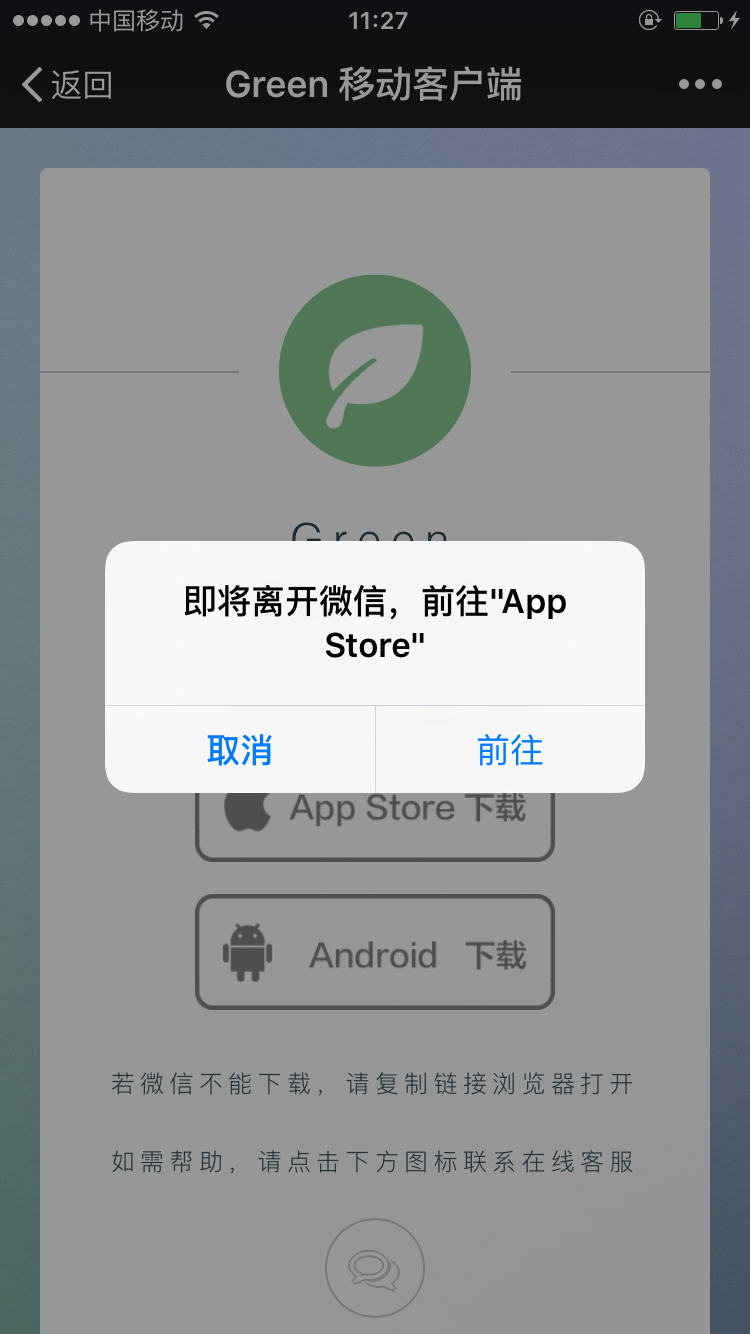 中国移动
11:27
返回
Green 移动客户端
Green
即将离开微信，前往"App
Store"
取消
前往
App Store 下载
Android 下载
若微信不能下载，请复制链接浏览器打开
如需帮助，请点击下方图标联系在线客服